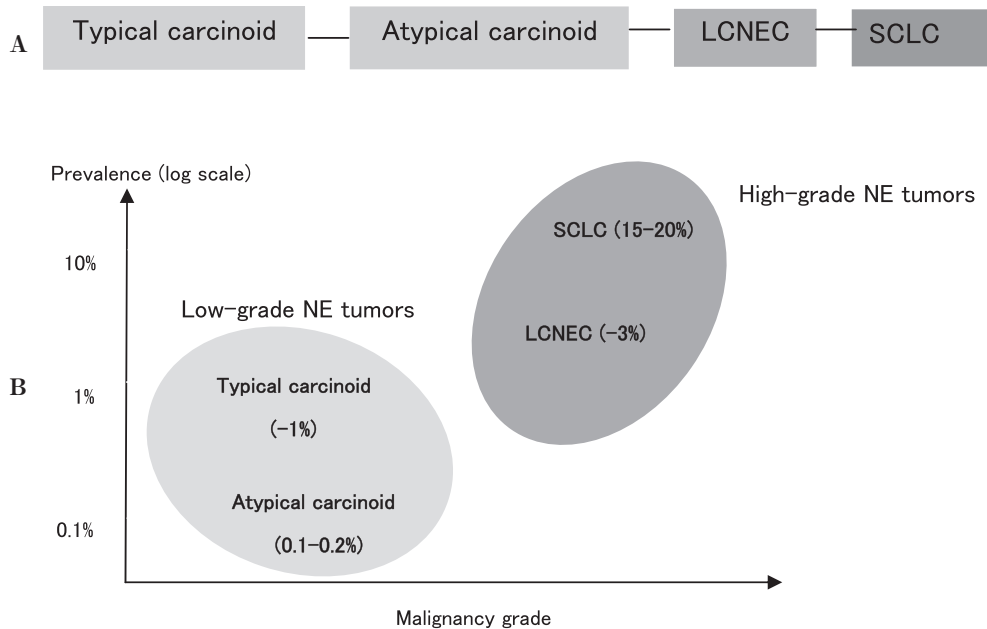 A
Typical carcinoid
Atypical carcinoid
LCNEC
SCLC
Prevalence (log scale)
High-grade NE tumors
SCLC (15-20%)
10%
Low-grade NE tumors
LCNEC (-3%)
B
Typical carcinoid
1%
(-1%)
Atypical carcinoid
0.1%
(0.1-0.2%)
Malignancy grade